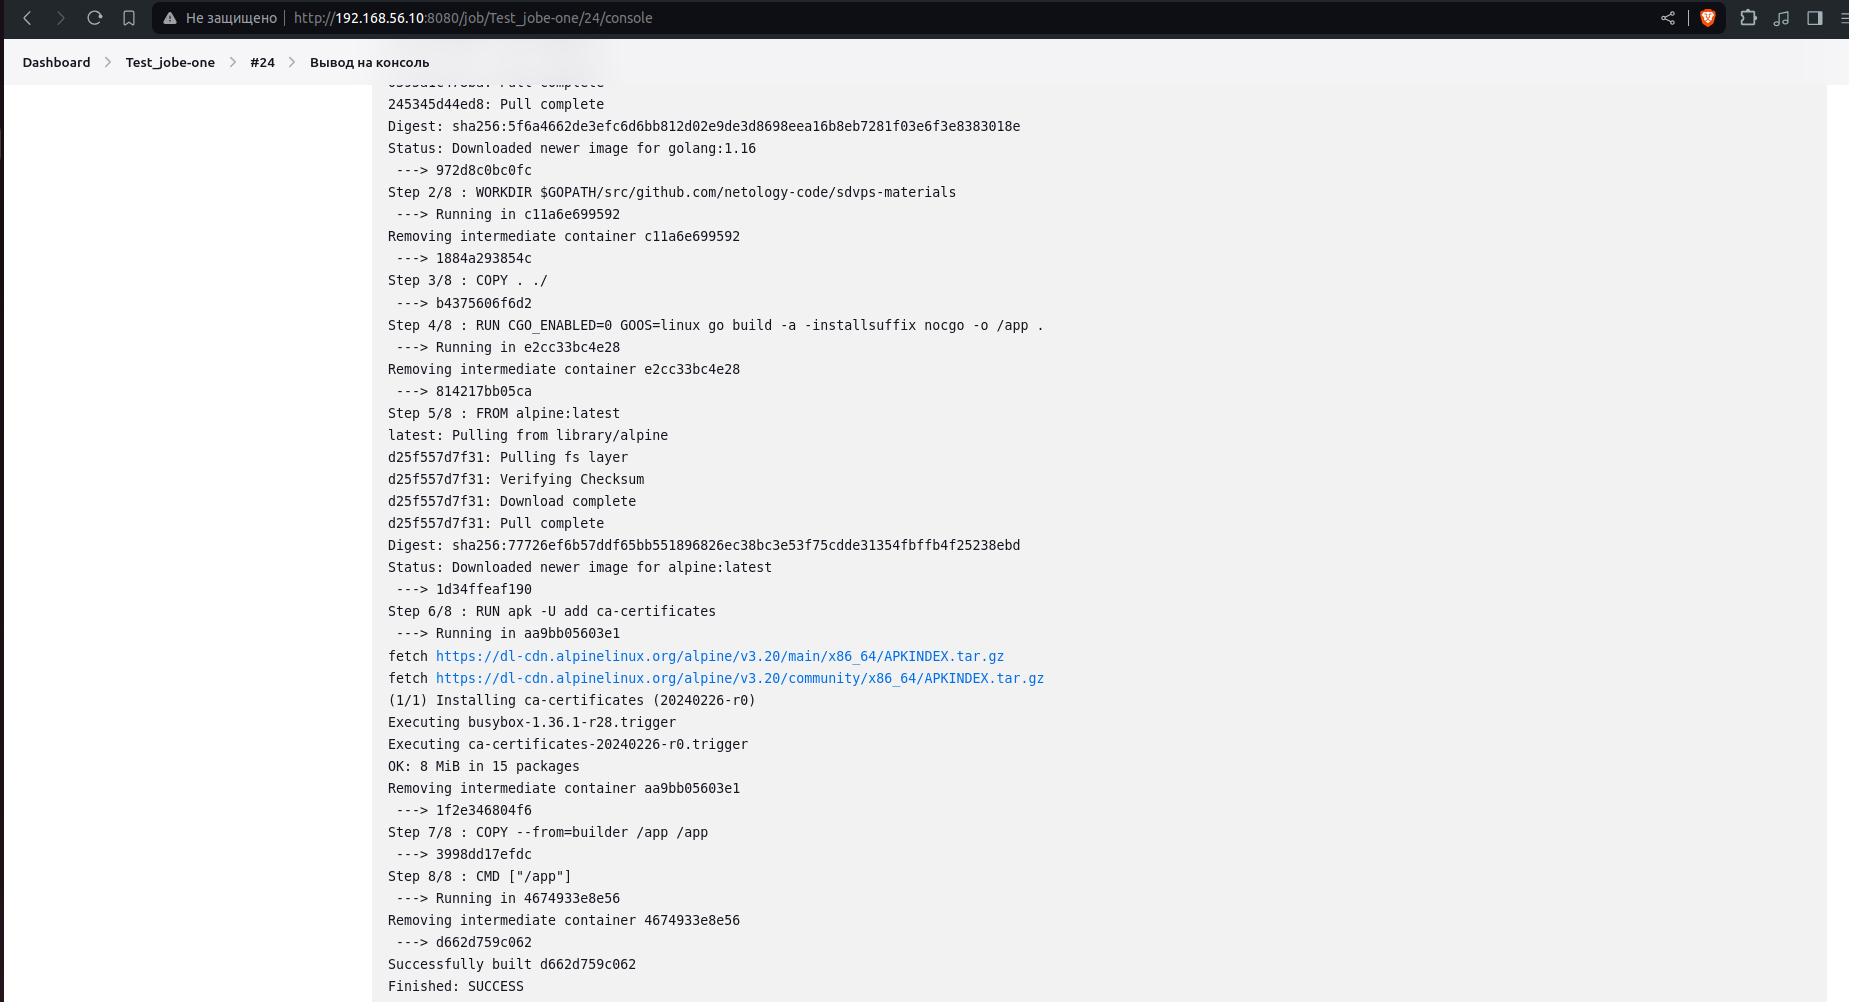 Не защищено http://192.168.56.10:8080/job/Test_jobe-one/24/console
Dashboard > Test_jobe-one > #24 > Вывод на консоль
245345d44ed8: Pull complete
Digest: sha256:5f6a4662de3efc6d6bb812d02e9de3d8698eea16b8eb7281f03e6f3e8383018e
Status: Downloaded newer image for golang:1.16
---> 972d8c0bc0fc
Step 2/8 : WORKDIR $GOPATH/src/github.com/netology-code/sdvps-materials
---> Running in c11a6e699592
Removing intermediate container c11a6e699592
---> 1884a293854c
Step 3/8 : COPY . ./
---> b4375606f6d2
Step 4/8 : RUN CGO_ENABLED=0 GOOS=linux go build -a -installsuffix nocgo -o /app .
---> Running in e2cc33bc4e28
Removing intermediate container e2cc33bc4e28
---> 814217bb05ca
Step 5/8 : FROM alpine:latest
latest: Pulling from library/alpine
d25f557d7f31: Pulling fs layer
d25f557d7f31: Verifying Checksum
d25f557d7f31: Download complete
d25f557d7f31: Pull complete
Digest: sha256:77726ef6b57ddf65bb551896826ec38bc3e53f75cdde31354fbffb4f25238ebd
Status: Downloaded newer image for alpine:latest
---> 1d34ffeaf190
Step 6/8 : RUN apk -U add ca-certificates
---> Running in aa9bb05603e1
fetch https://dl-cdn.alpinelinux.org/alpine/v3.20/main/x86_64/APKINDEX.tar.gz
fetch https://dl-cdn.alpinelinux.org/alpine/v3.20/community/x86_64/APKINDEX.tar.gz
(1/1) Installing ca-certificates (20240226-r0)
Executing busybox-1.36.1-r28.trigger
Executing ca-certificates-20240226-r0.trigger
OK: 8 MiB in 15 packages
Removing intermediate container aa9bb05603e1
---> 1f2e346804f6
Step 7/8 : COPY --from=builder /app /app
---> 3998dd17efdc
Step 8/8 : CMD ["/app"]
---> Running in 4674933e8e56
Removing intermediate container 4674933e8e56
---> d662d759c062
Successfully built d662d759c062
Finished: SUCCESS